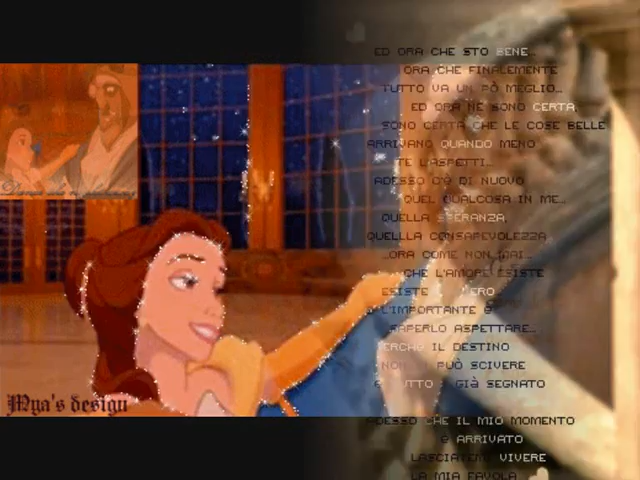 ED ORA CHE STO BENE...
ORA CHE FINALMENTE
TUTTO VA UN PÒ MEGLIO...
ED ORA NE SONO CERTA,
SONO CERTA CHE LE COSE BELLE
ARRIVANO QUANDO MENO
TE L'ASPETTI...
ADESSO C'È DI NUOVO
QUEL QUALCOSA IN ME...
QUELLA SPERANZA
QUELLLA CONSAPEVOLEZZA
...ORA COME NON MAI...
CHE L'AMORE ESISTE
ESISTE
L'IMPORTANTE È
SAPERLO ASPETTARE...
PERCHÈ IL DESTINO
NON PUÒ SCIVERE
È TUTTO GIà SEGNATO
ADESSO CHE IL MIO MOMENTO
È ARRIVATO
LASCIATEMI VIVERE
LA MIA FAVOLA
Mya's design